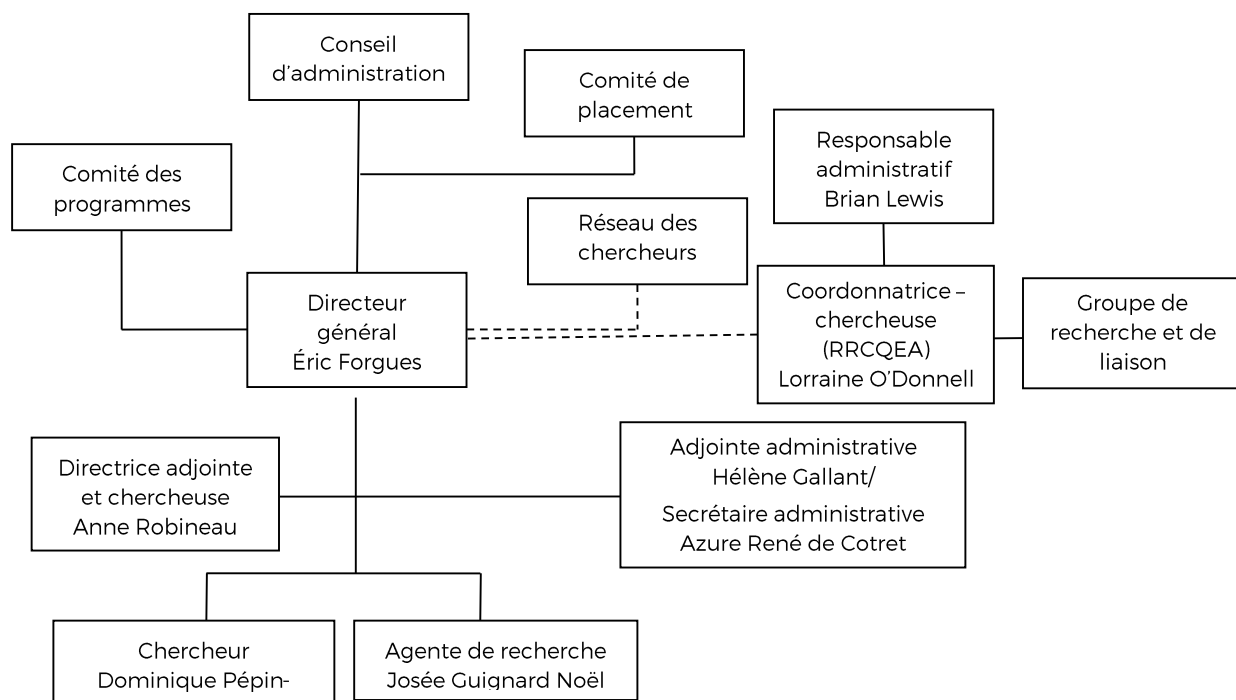 Conseil
d’administration
Comité de
placement
Responsable
administratif
Brian Lewis
Comité des
programmes
Réseau des
chercheurs
Directeur
général
Éric Forgues
Coordonnatrice –
chercheuse
(RRCQEA)
Lorraine O’Donnell
Groupe de
recherche et de
liaison
Directrice adjointe
et chercheuse
Anne Robineau
Adjointe administrative
Hélène Gallant/
Secrétaire administrative
Azure René de Cotret
Chercheur
Dominique Pépin-
Agente de recherche
Josée Guignard Noël